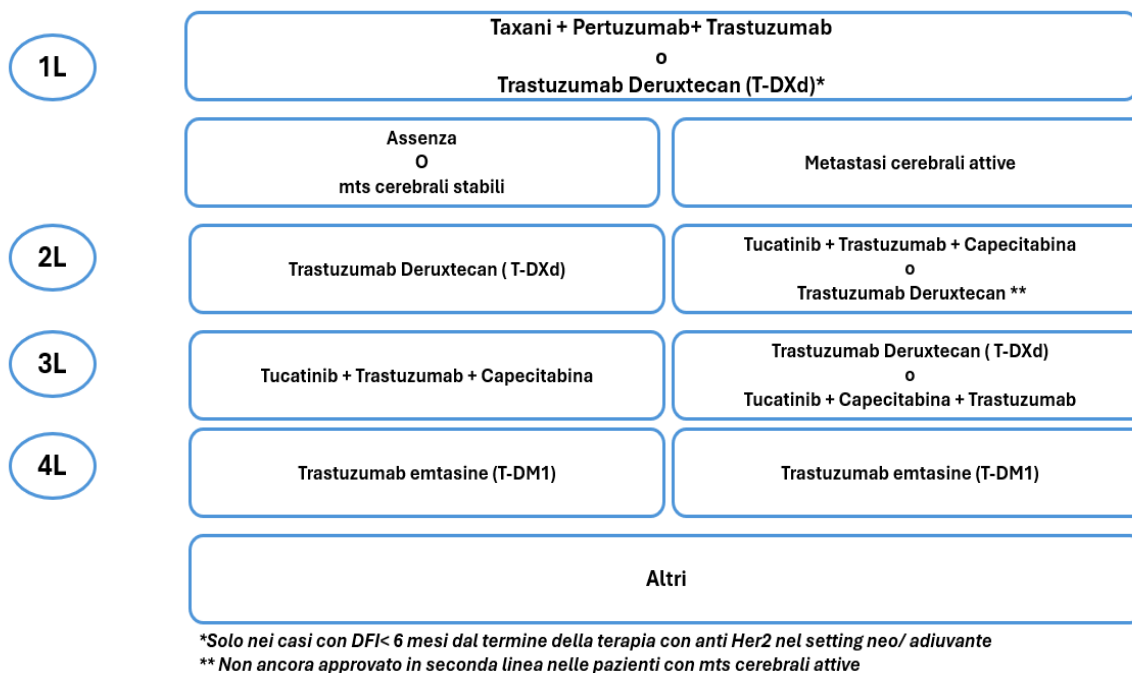 1L
Taxani + Pertuzumab+ Trastuzumab
o
Trastuzumab Deruxtecan (T-DXd)*
Assenza
O
mts cerebrali stabili
Metastasi cerebrali attive
2L
Trastuzumab Deruxtecan ( T-DXd)
Tucatinib + Trastuzumab + Capecitabina
o
Trastuzumab Deruxtecan **
3L
Tucatinib + Trastuzumab + Capecitabina
Trastuzumab Deruxtecan ( T-DXd)
o
Tucatinib + Capecitabina + Trastuzumab
4L
Trastuzumab emtasine (T-DM1)
Trastuzumab emtasine (T-DM1)
Altri
*Solo nei casi con DFI< 6 mesi dal termine della terapia con anti Her2 nel setting neo/ adiuvante
** Non ancora approvato in seconda linea nelle pazienti con mts cerebrali attive